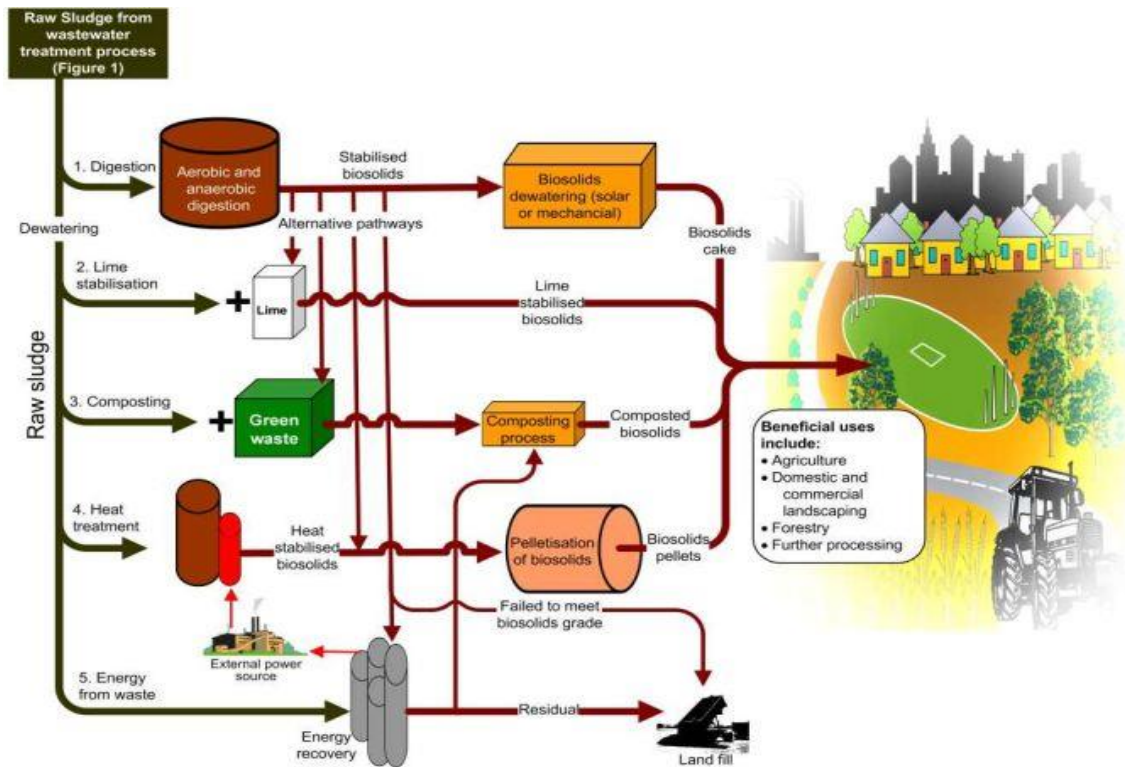 Raw Sludge from
wastewater
treatment process
(Figure 1)
1. Digestion
Aerobic and
anaerobic
digestion
Stabilised
biosolids
Biosolids
dewatering (solar
or mechancial)
Alternative pathways
Biosolids
cake
Dewatering
2. Lime
stabilisation
+
Lime
Lime
stabilised
biosolids
Raw sludge
3. Composting
+
Green
waste
Composting
process
Composted
biosolids
Beneficial uses
include:
• Agriculture
• Domestic and
commercial
landscaping
• Forestry
• Further processing
4. Heat
treatment
Heat
stabilised
biosolids
Pelletisation
of biosolids
Biosolids
pellets
Failed to meet
biosolids grade
External power
source
5. Energy
from waste
Energy
recovery
Residual
Land fill